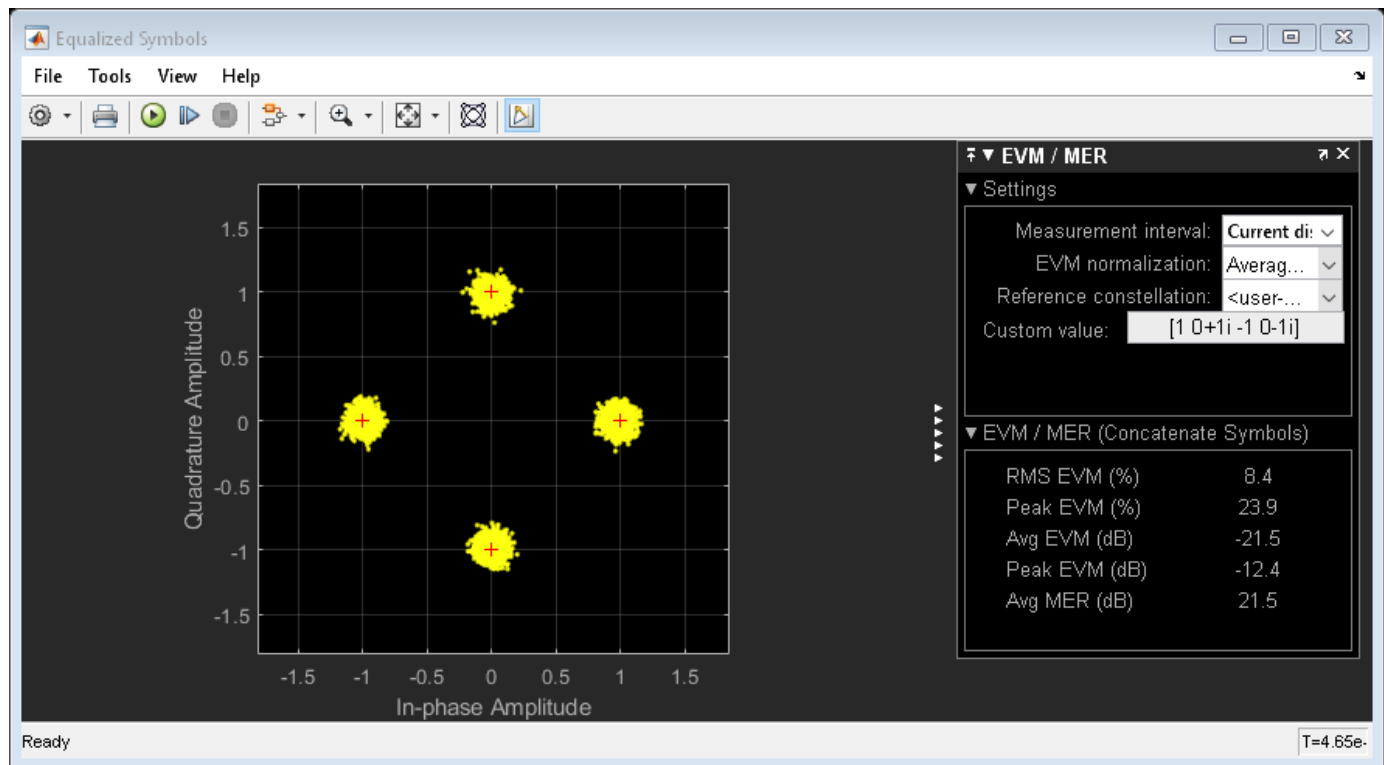 Equalized Symbols
File Tools View Help
EVM / MER
Settings
Measurement interval: Current di:
EVM normalization: Averag...
Reference constellation: <user-...
Custom value: [1 0+1i -1 0-1i]
EVM / MER (Concatenate Symbols)
RMS EVM (%) 8.4
Peak EVM (%) 23.9
Avg EVM (dB) -21.5
Peak EVM (dB) -12.4
Avg MER (dB) 21.5
Quadrature Amplitude
1.5
1
0.5
0
-0.5
-1
-1.5
-1.5 -1 -0.5 0 0.5 1 1.5
In-phase Amplitude
Ready T=4.65e-